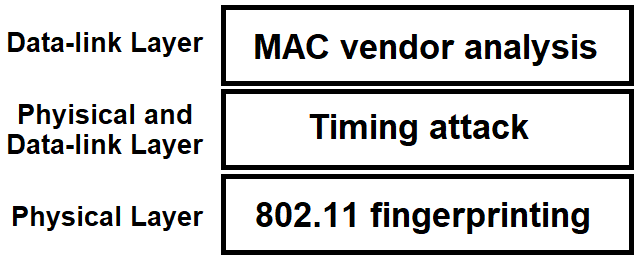 Data-link Layer
MAC vendor analysis
Phyisical and
Data-link Layer
Timing attack
Physical Layer
802.11 fingerprinting